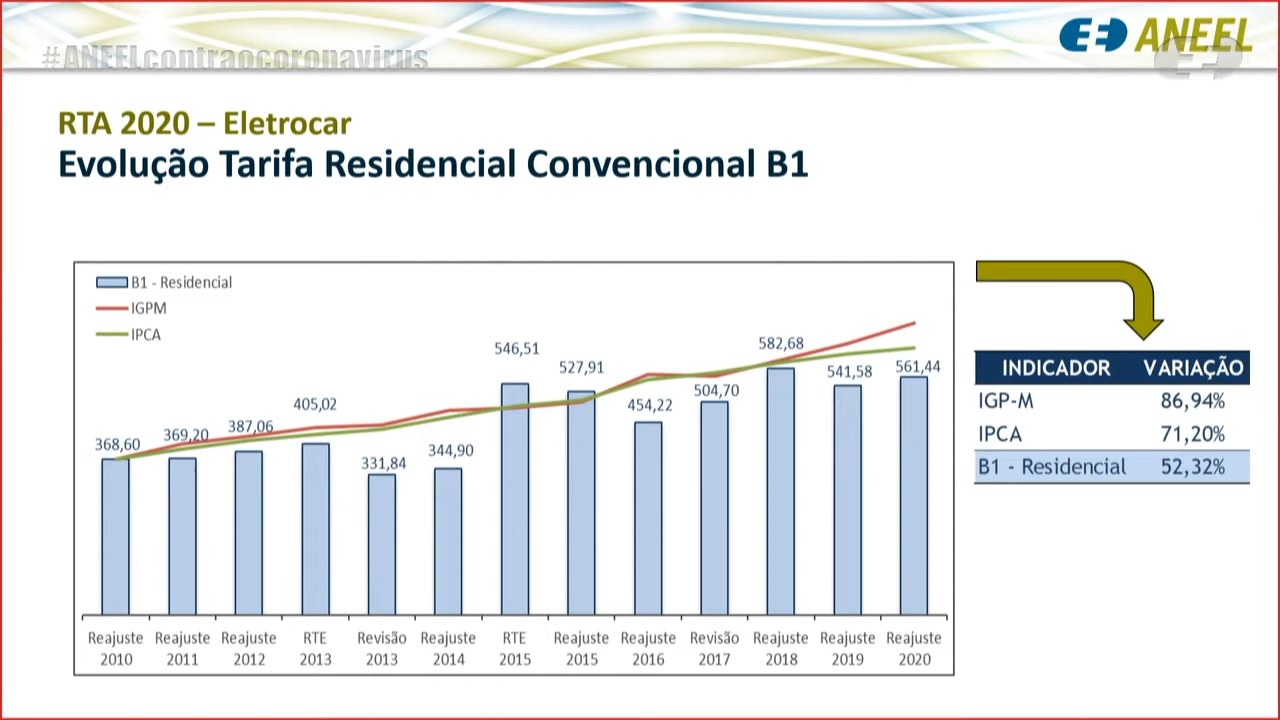 #ANEELcontraocoronavirus
ANEEL
RTA 2020 – Eletrocar
Evolução Tarifa Residencial Convencional B1
B1 - Residencial
IGPM
IPCA
368,60
369,20
387,06
405,02
331,84
344,90
546,51
527,91
454,22
504,70
582,68
541,58
561,44
Reajuste 2010
Reajuste 2011
Reajuste 2012
RTE 2013
Revisão 2013
Reajuste 2014
RTE 2015
Reajuste 2015
Reajuste 2016
Revisão 2017
Reajuste 2018
Reajuste 2019
Reajuste 2020
INDICADOR VARIAÇÃO
IGP-M 86,94%
IPCA 71,20%
B1 - Residencial 52,32%